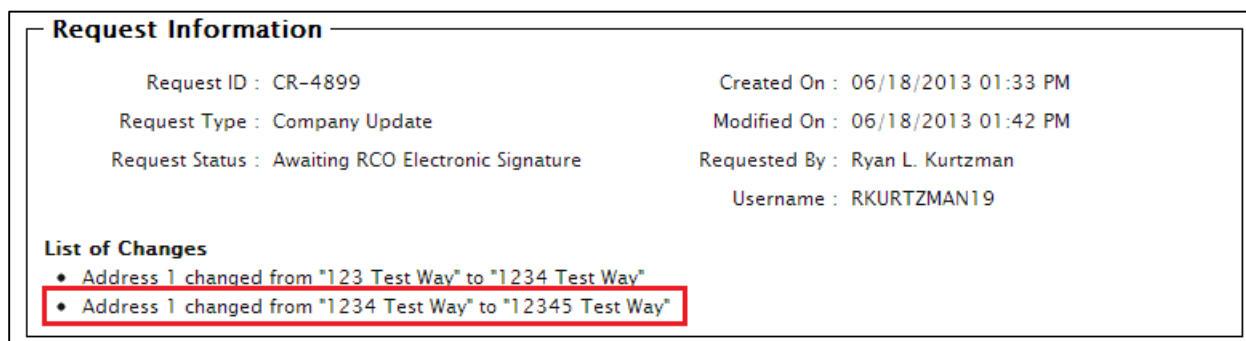 Request Information
Request ID : CR-4899
Created On : 06/18/2013 01:33 PM
Request Type : Company Update
Modified On : 06/18/2013 01:42 PM
Request Status : Awaiting RCO Electronic Signature
Requested By : Ryan L. Kurtzman
Username : RKURTZMAN19
List of Changes
• Address 1 changed from "123 Test Way" to "1234 Test Way"
• Address 1 changed from "1234 Test Way" to "12345 Test Way"